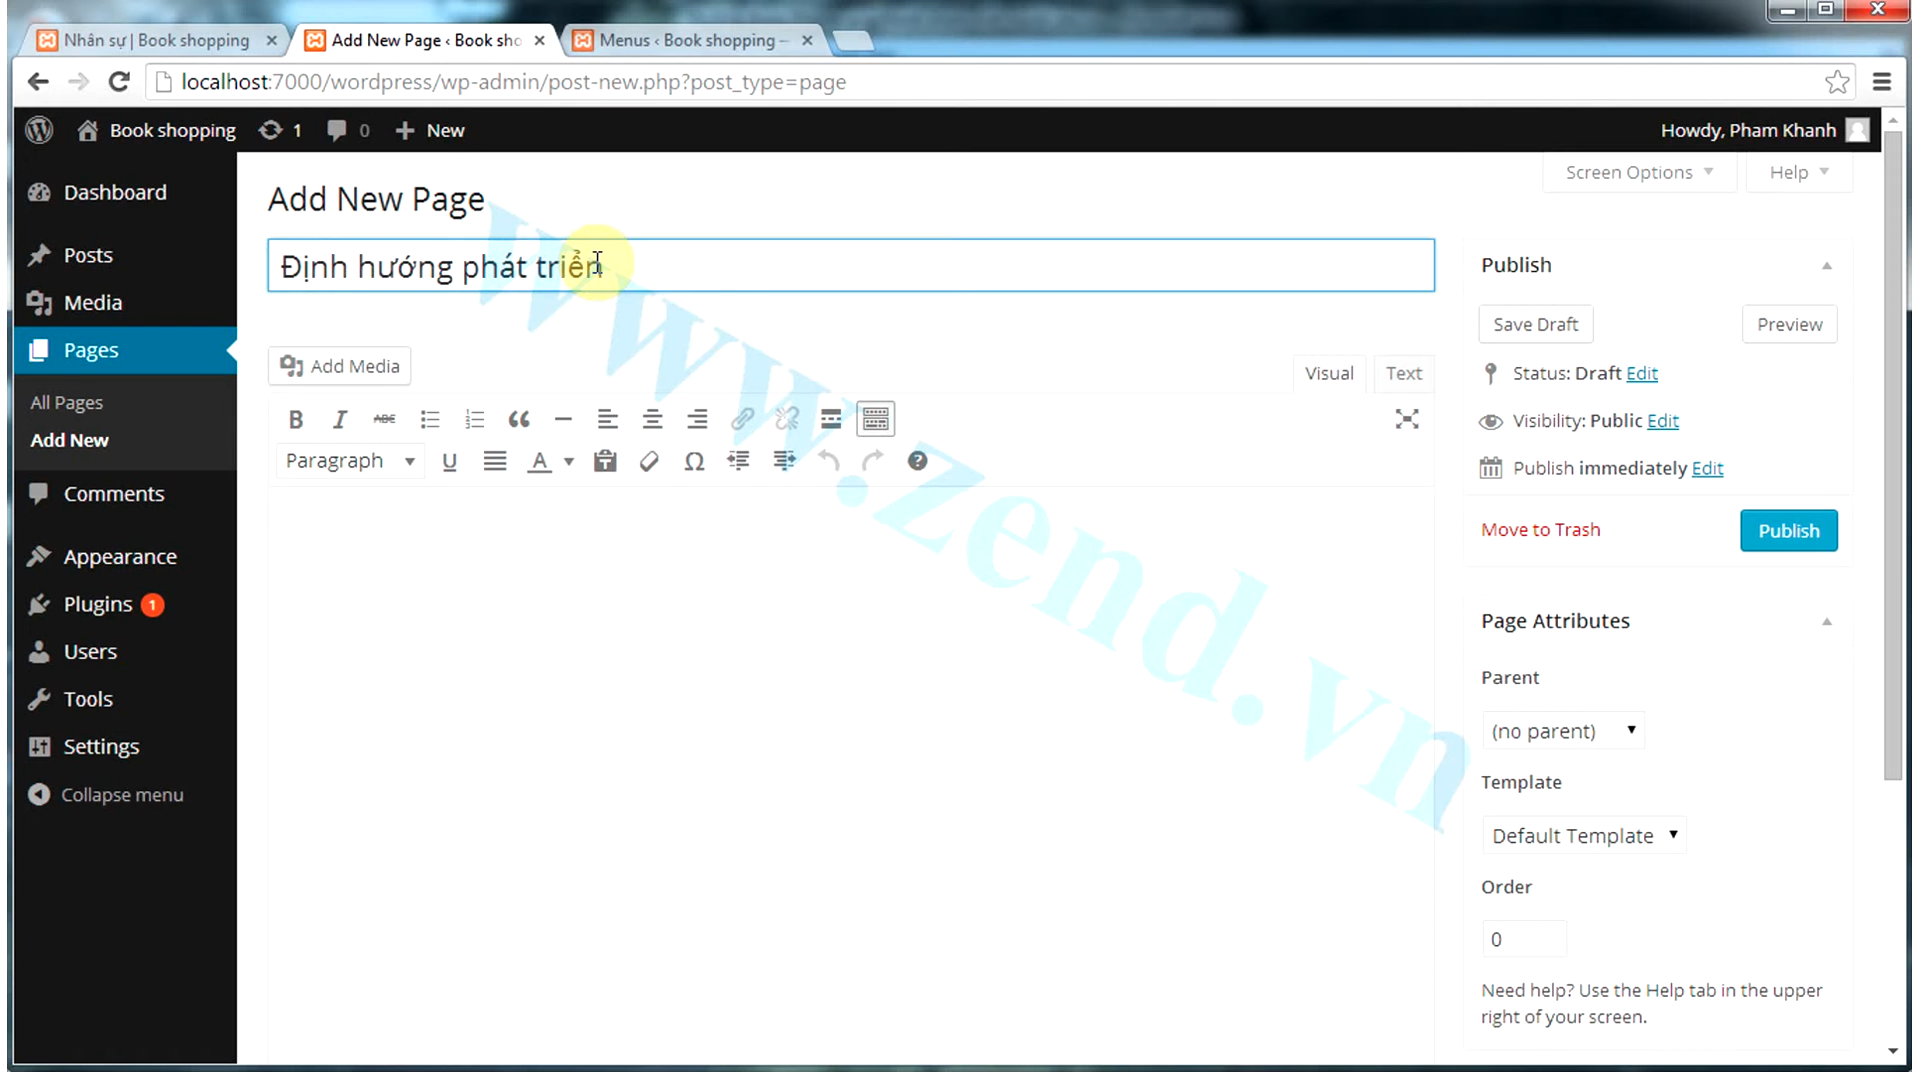 Nhân sự | Book shopping
Add New Page ‹ Book sho
Menus ‹ Book shopping —
localhost:7000/wordpress/wp-admin/post-new.php?post_type=page
Book shopping
1
0
New
Howdy, Pham Khanh
Screen Options
Help
Dashboard
Posts
Media
Pages
All Pages
Add New
Comments
Appearance
Plugins 1
Users
Tools
Settings
Collapse menu
Add New Page
Định hướng phát triển
Add Media
Visual
Text
B I ABC
Paragraph
U
A
Ω
www.zend.vn
Publish
Save Draft
Preview
Status: Draft Edit
Visibility: Public Edit
Publish immediately Edit
Move to Trash
Publish
Page Attributes
Parent
(no parent)
Template
Default Template
Order
0
Need help? Use the Help tab in the upper
right of your screen.